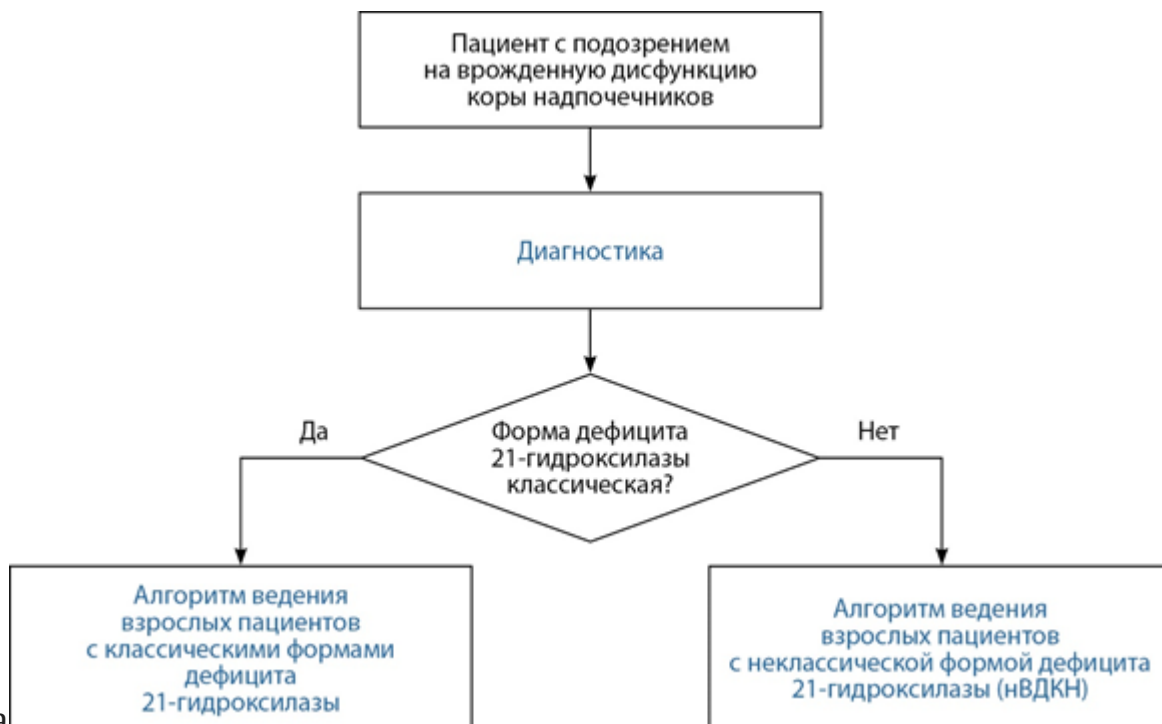 Пациент с подозрением
на врожденную дисфункцию
коры надпочечников
Диагностика
Да
Форма дефицита
21-гидроксилазы
классическая?
Нет
Алгоритм ведения
взрослых пациентов
с классическими формами
дефицита
21-гидроксилазы
Алгоритм ведения
взрослых пациентов
с неклассической формой дефицита
21-гидроксилазы (нВДКН)